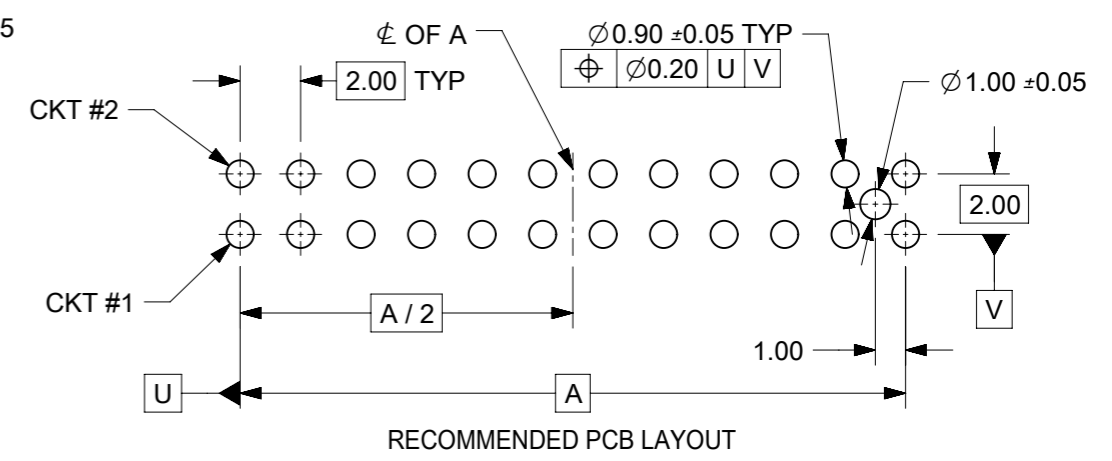 5
℄ OF A
∅0.90 ±0.05 TYP
⌖ ∅0.20 U V
2.00 TYP
∅1.00 ±0.05
CKT #2
2.00
CKT #1
A / 2
V
1.00
U
A
RECOMMENDED PCB LAYOUT